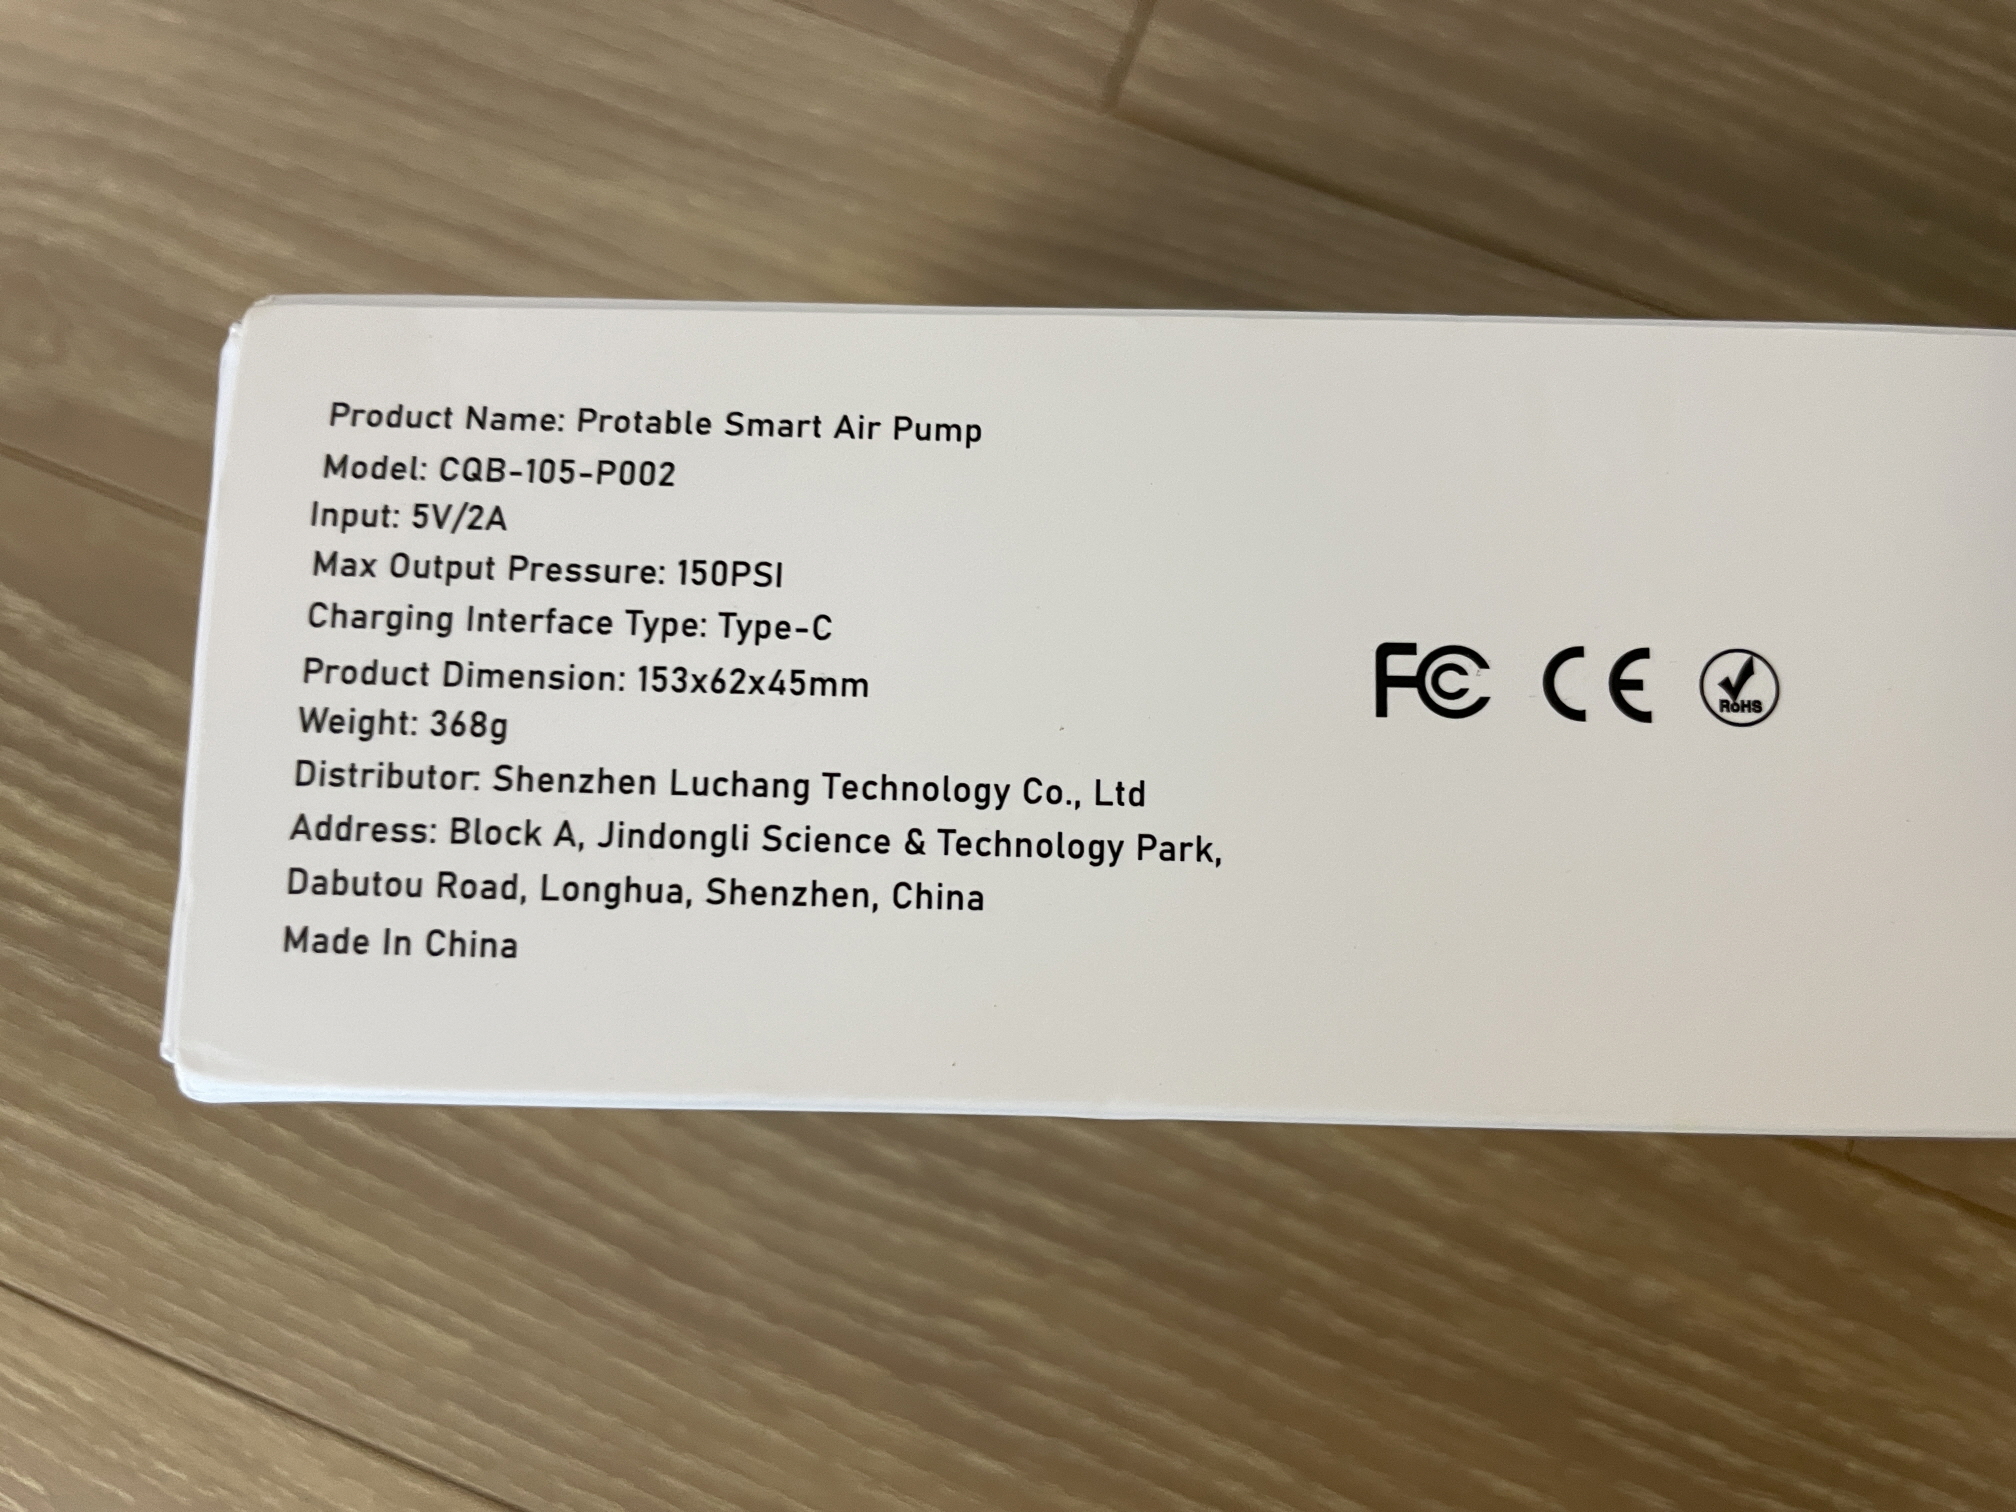 Product Name: Protable Smart Air Pump
Model: CQB-105-P002
Input: 5V/2A
Max Output Pressure: 150PSI
Charging Interface Type: Type-C
Product Dimension: 153x62x45mm
Weight: 368g
Distributor: Shenzhen Luchang Technology Co., Ltd
Address: Block A, Jindongli Science & Technology Park,
Dabutou Road, Longhua, Shenzhen, China
Made In China
FC CE RoHS